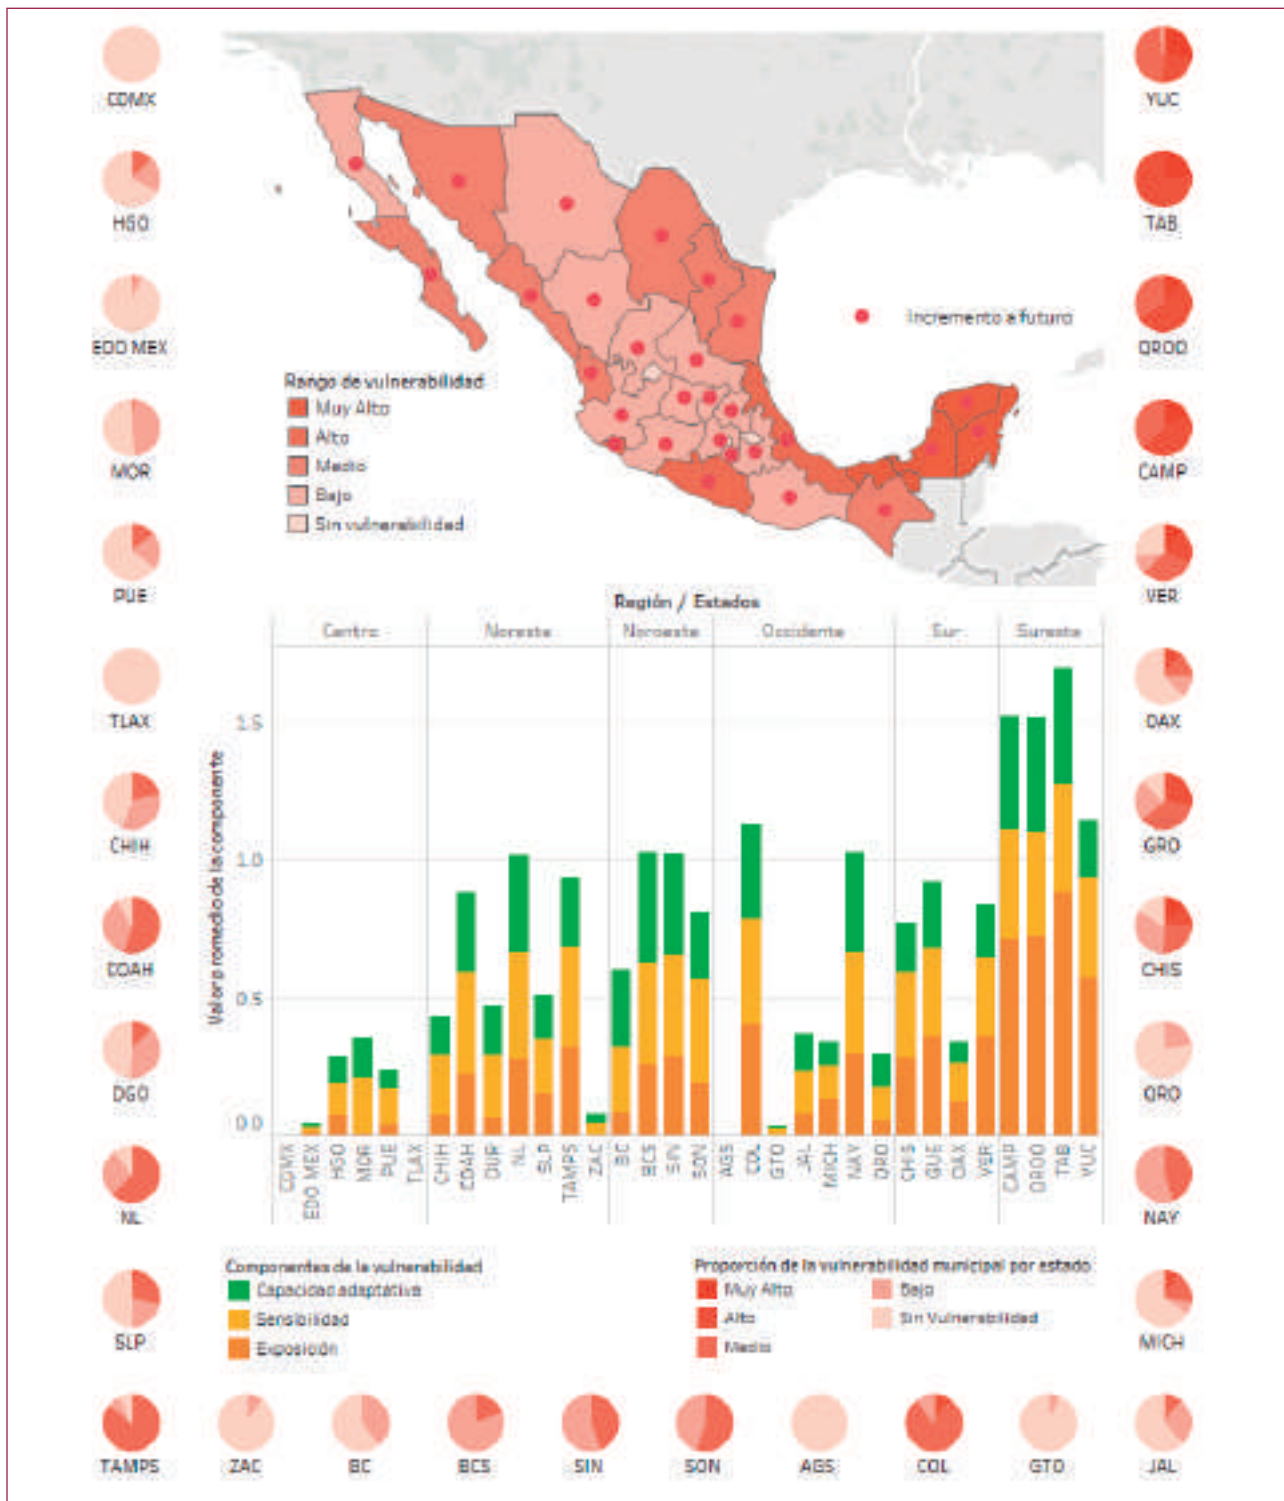 CDMX
HGO
EDO MEX
MOR
PUE
TLAX
CHIH
COAH
DGO
NL
SLP
YUC
TAB
QROO
CAMP
VER
OAX
GRO
CHIS
QRO
NAY
MICH
Incremento a futuro
Rango de vulnerabilidad
Muy Alto
Alto
Medio
Bajo
Sin vulnerabilidad
Región / Estados
Centro Noreste Noroeste Occidente Sur Sureste
Valor promedio de la componente
1.5
1.0
0.5
0.0
CDMX EDO MEX HGO MOR PUE TLAX CHIH COAH DUR NL SLP TAMPS ZAC BC BCS SIN SON AGS COL GTO JAL MICH NAY QRO CHIS GUE OAX VER CAMP QROO TAB YUC
Componentes de la vulnerabilidad
Capacidad adaptativa
Sensibilidad
Exposición
Proporción de la vulnerabilidad municipal por estado
Muy Alto Bajo
Alto Sin Vulnerabilidad
Medio
TAMPS ZAC BC BCS SIN SON AGS COL GTO JAL